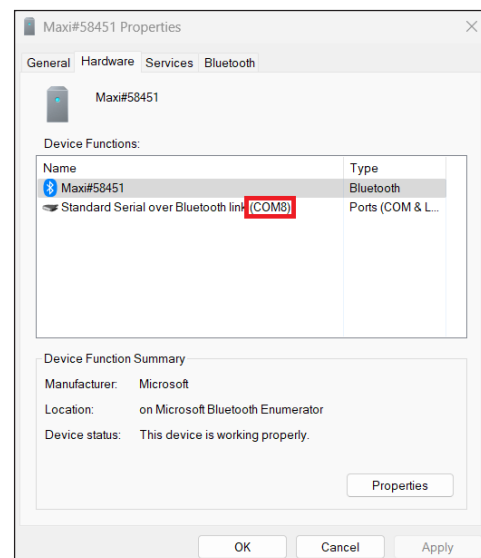 Maxi#58451 Properties
General Hardware Services Bluetooth
Maxi#58451
Device Functions:
Name Type
Maxi#58451 Bluetooth
Standard Serial over Bluetooth link (COM8) Ports (COM & L...
Device Function Summary
Manufacturer: Microsoft
Location: on Microsoft Bluetooth Enumerator
Device status: This device is working properly.
Properties
OK Cancel Apply